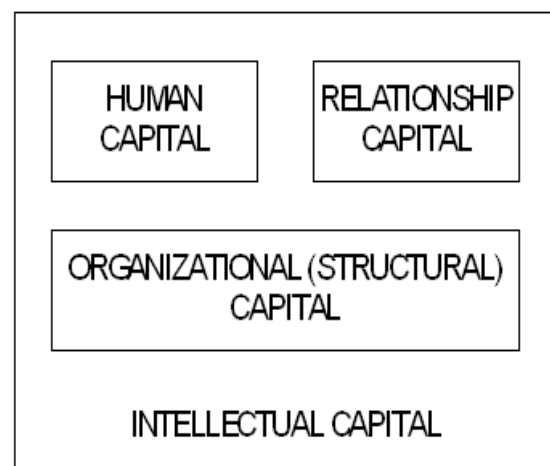 HUMAN
CAPITAL
RELATIONSHIP
CAPITAL
ORGANIZATIONAL (STRUCTURAL)
CAPITAL
INTELLECTUAL CAPITAL